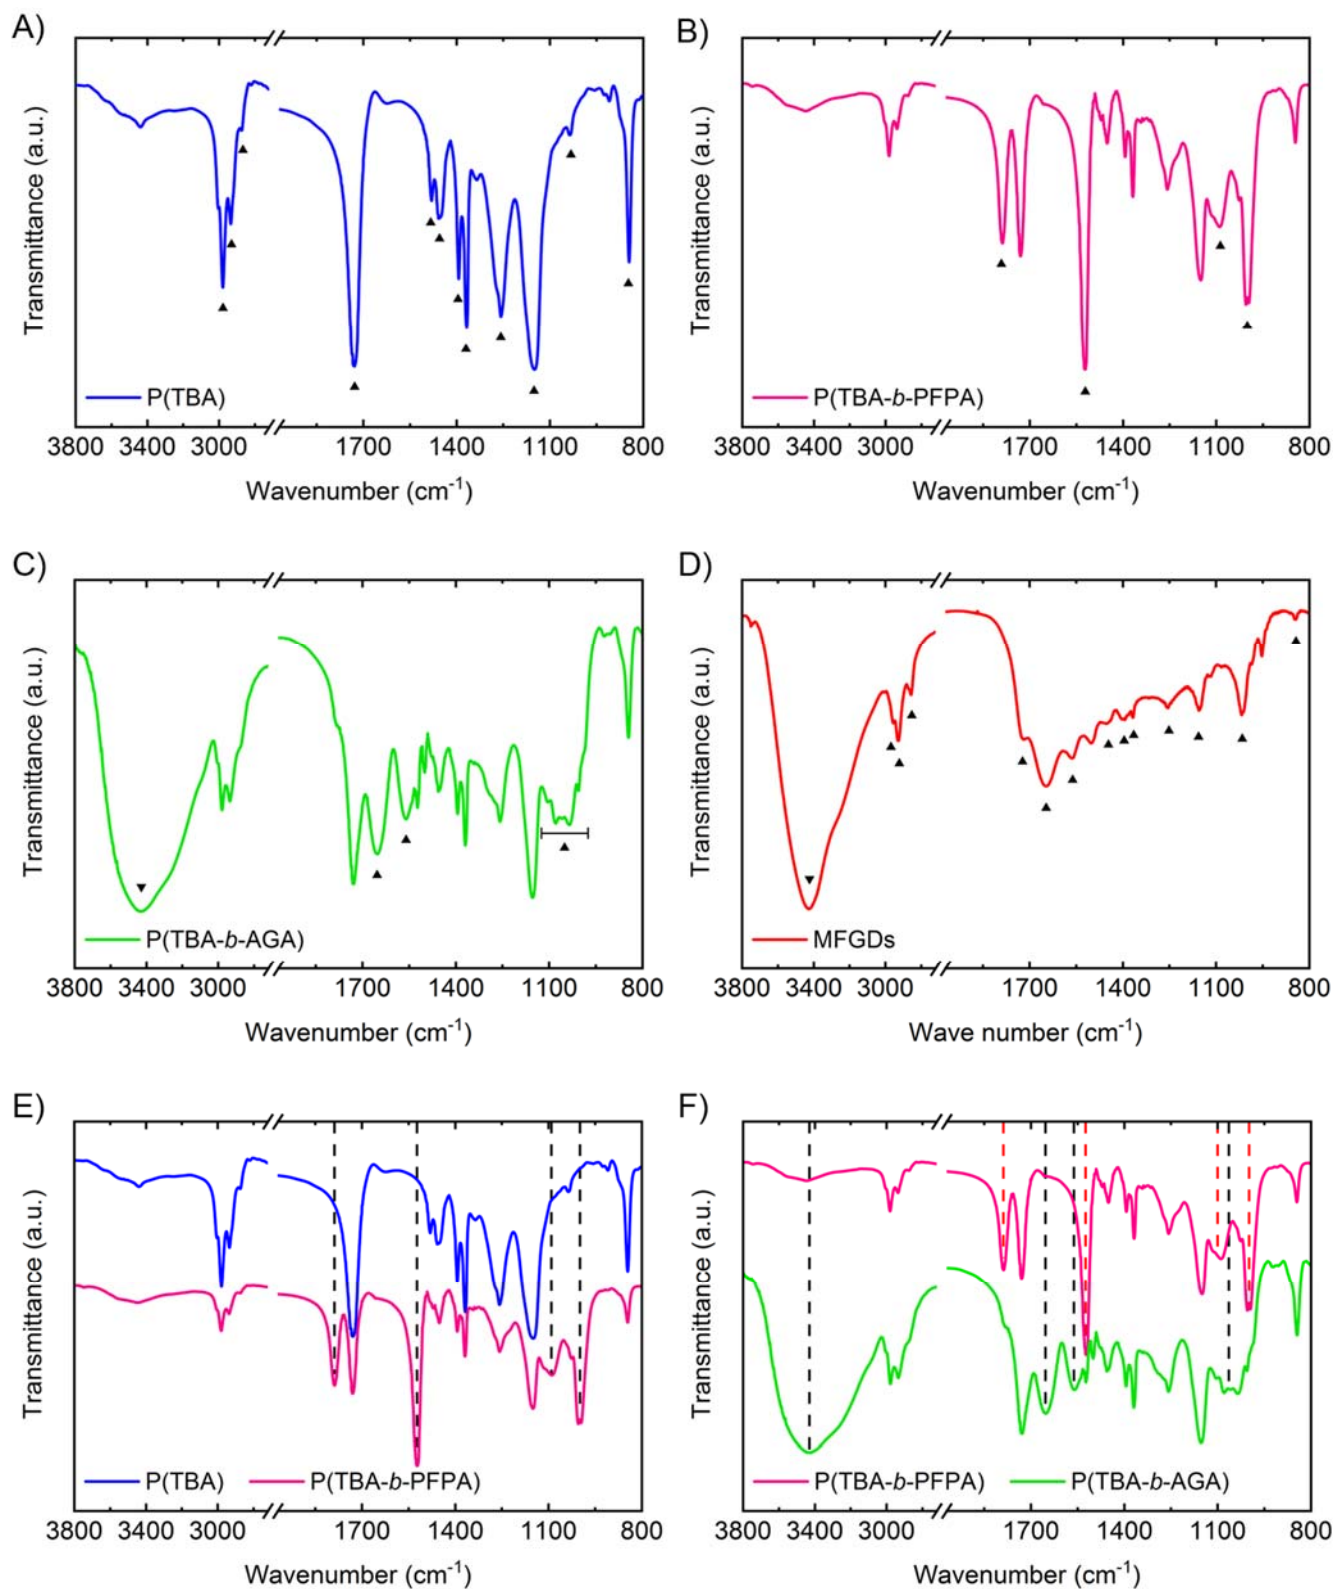 A)
Transmittance (a.u.)
P(TBA)
3800 3400 3000 1700 1400 1100 800
Wavenumber (cm-1)
B)
Transmittance (a.u.)
P(TBA-b-PFPA)
3800 3400 3000 1700 1400 1100 800
Wavenumber (cm-1)
C)
Transmittance (a.u.)
P(TBA-b-AGA)
3800 3400 3000 1700 1400 1100 800
Wavenumber (cm-1)
D)
Transmittance (a.u.)
MFGDs
3800 3400 3000 1700 1400 1100 800
Wave number (cm-1)
E)
Transmittance (a.u.)
P(TBA) P(TBA-b-PFPA)
3800 3400 3000 1700 1400 1100 800
Wavenumber (cm-1)
F)
Transmittance (a.u.)
P(TBA-b-PFPA) P(TBA-b-AGA)
3800 3400 3000 1700 1400 1100 800
Wavenumber (cm-1)